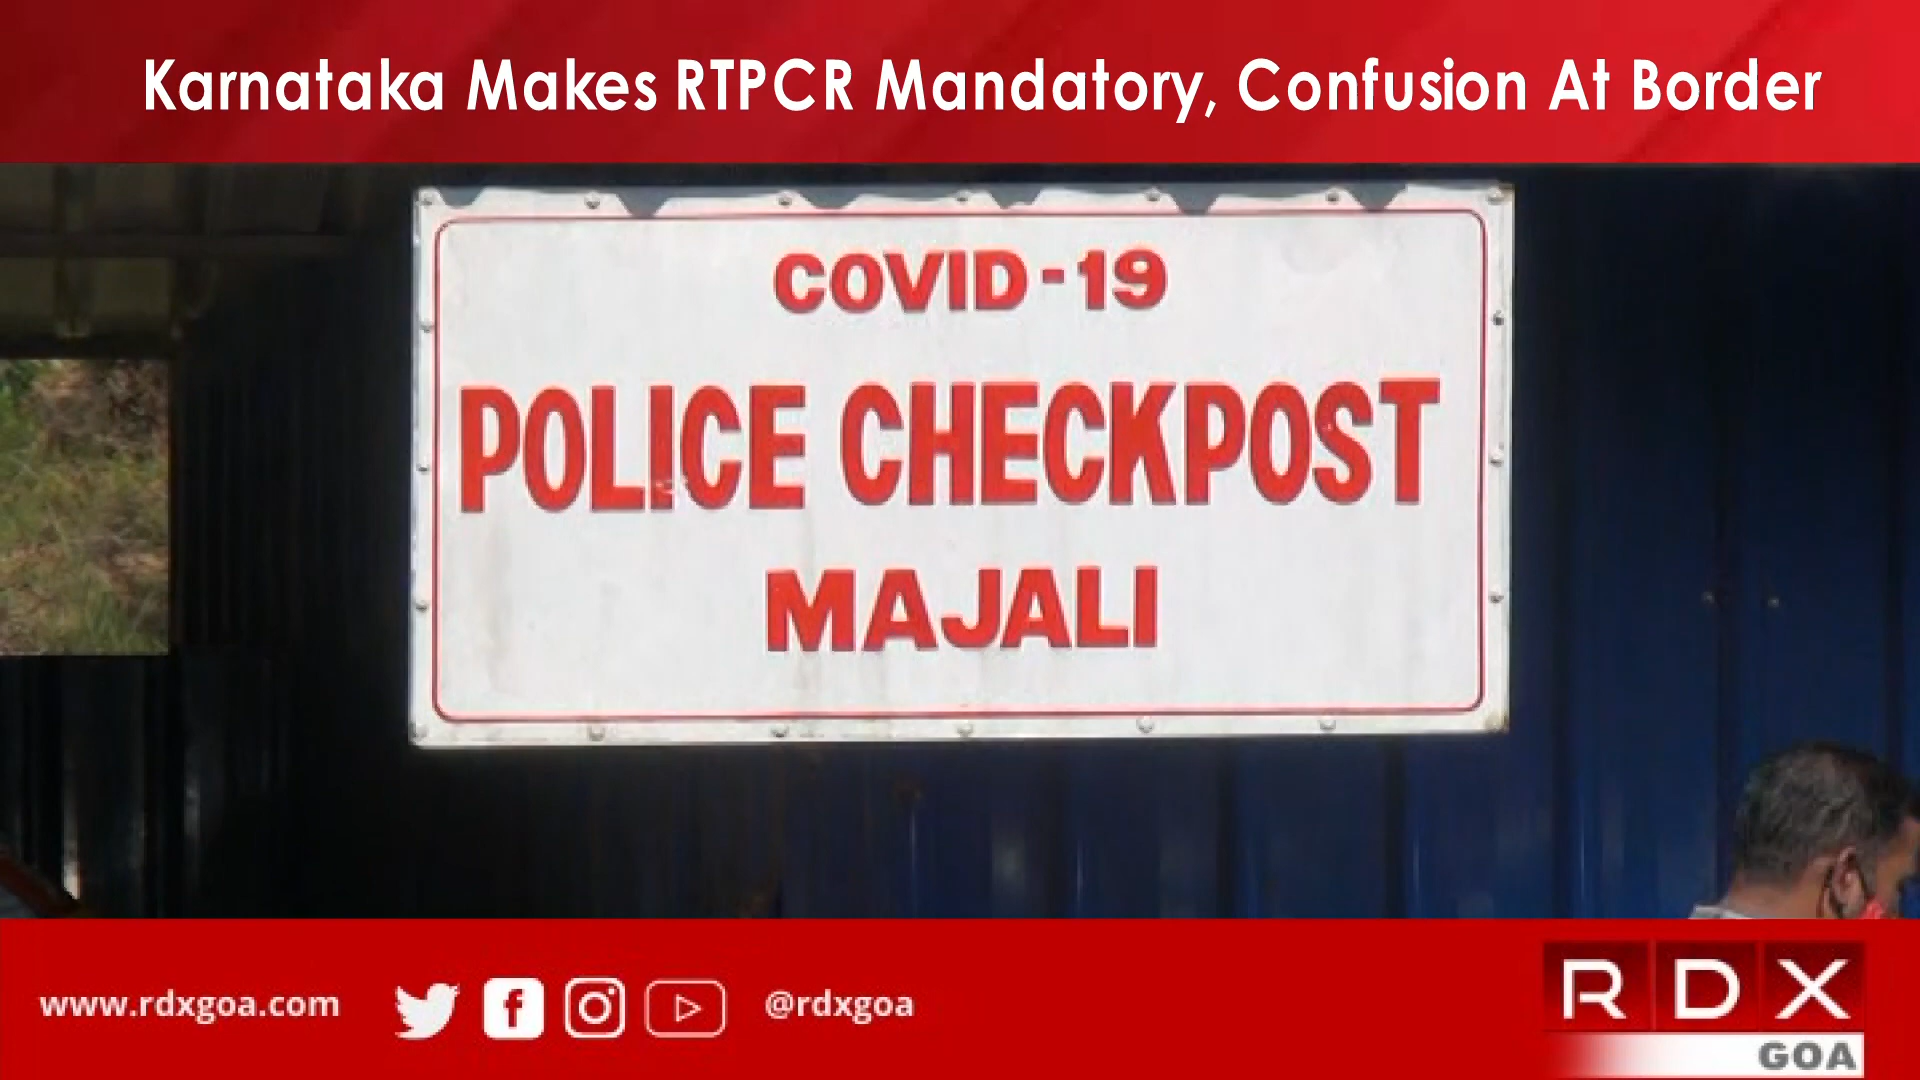 Karnataka Makes RTPCR Mandatory, Confusion At Border
COVID-19
POLICE CHECKPOST
MAJALI
www.rdxgoa.com @rdxgoa
RDX
GOA